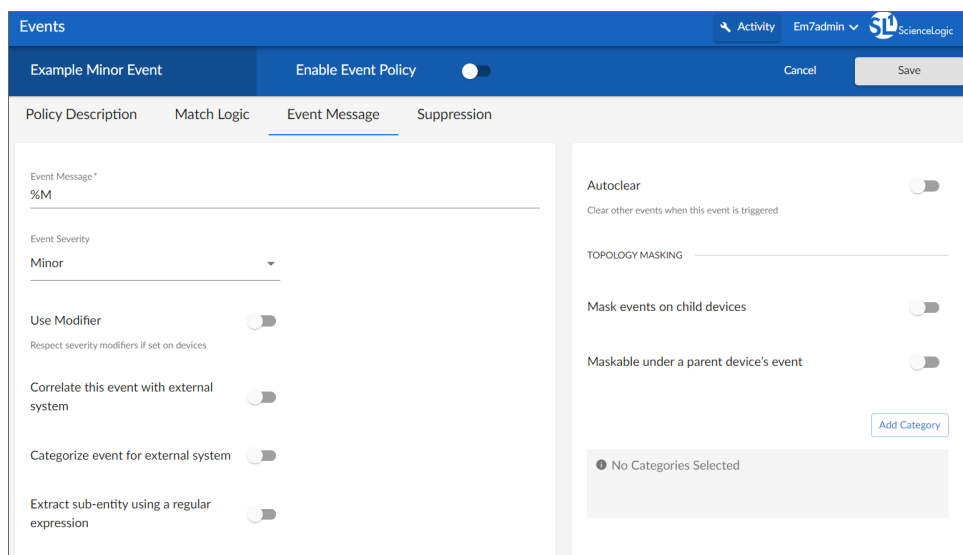 Events
Activity
Em7admin
SL1 ScienceLogic
Example Minor Event
Enable Event Policy
Cancel
Save
Policy Description
Match Logic
Event Message
Suppression
Event Message*
%M
Event Severity
Minor
Use Modifier
Respect severity modifiers if set on devices
Correlate this event with external
system
Categorize event for external system
Extract sub-entity using a regular
expression
Autoclear
Clear other events when this event is triggered
TOPOLOGY MASKING
Mask events on child devices
Maskable under a parent device's event
Add Category
No Categories Selected